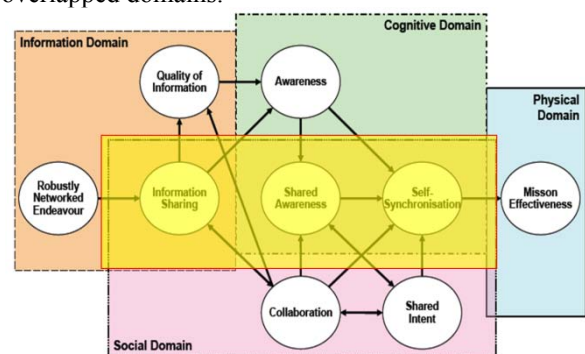 overlapped domains.
Cognitive Domain
Information Domain
Quality of
Information
Awareness
Physical
Domain
Robustly
Networked
Endeavour
Information
Sharing
Shared
Awareness
Self-
Synchronisation
Misson
Effectiveness
Collaboration
Shared
Intent
Social Domain